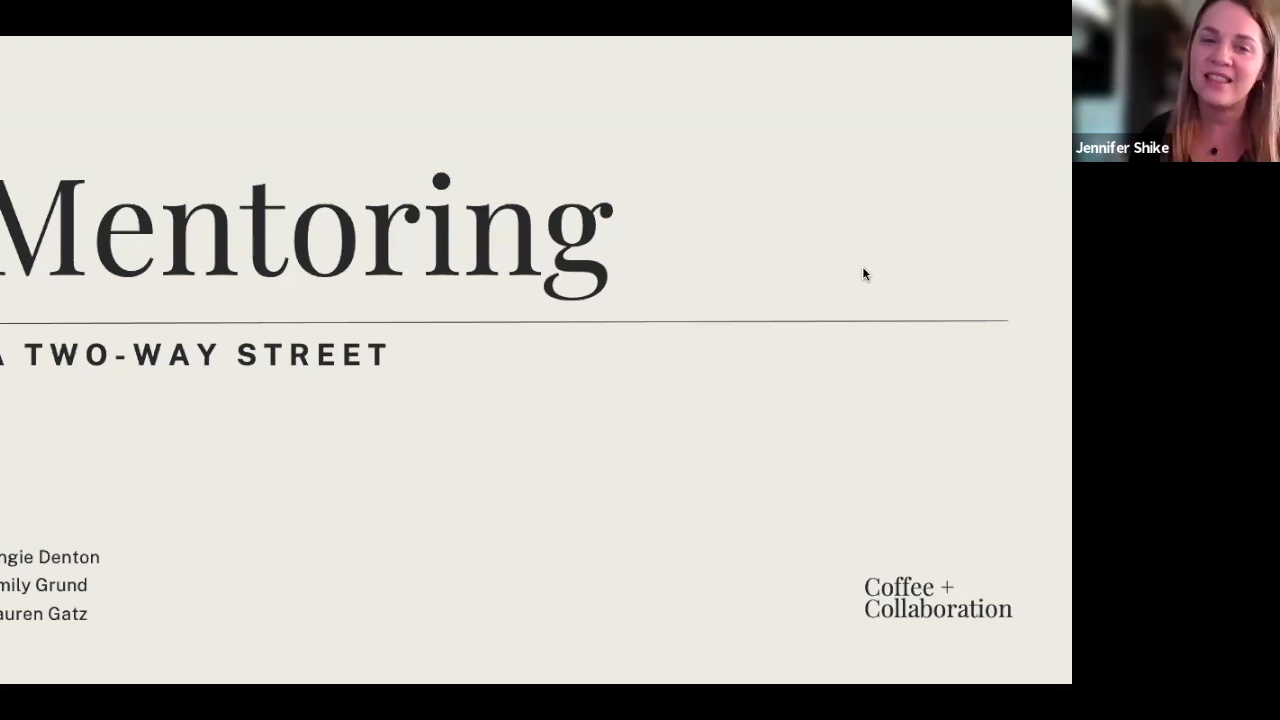 Mentoring
A TWO-WAY STREET
ngie Denton
mily Grund
auren Gatz
Coffee +
Collaboration
Jennifer Shike